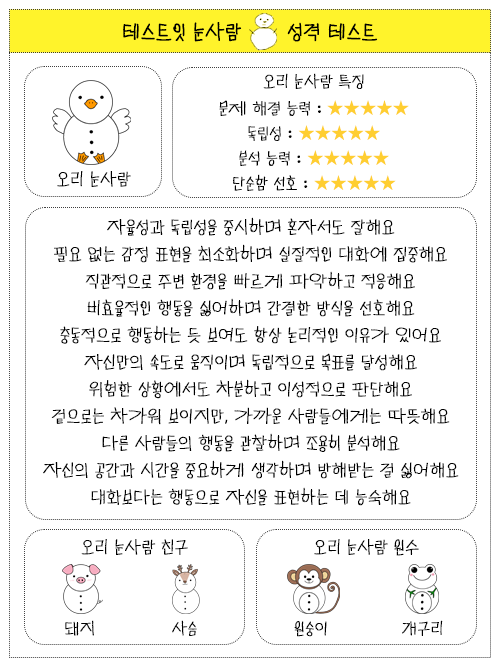 테스트잇 눈사람 성격 테스트
오리 눈사람
오리 눈사람 특징
문제 해결 능력 : ★★★★★
독립성 : ★★★★★
분석 능력 : ★★★★★
단순함 선호 : ★★★★★
자율성과 독립성을 중시하며 혼자서도 잘해요
필요 없는 감정 표현을 최소화하며 실질적인 대화에 집중해요
직관적으로 주변 환경을 빠르게 파악하고 적응해요
비효율적인 행동을 싫어하며 간결한 방식을 선호해요
충동적으로 행동하는 듯 보여도 항상 논리적인 이유가 있어요
자신만의 속도로 움직이며 독립적으로 목표를 달성해요
위험한 상황에서도 차분하고 이성적으로 판단해요
겉으로는 차가워 보이지만, 가까운 사람들에게는 따뜻해요
다른 사람들의 행동을 관찰하며 조용히 분석해요
자신의 공간과 시간을 중요하게 생각하며 방해받는 걸 싫어해요
대화보다는 행동으로 자신을 표현하는 데 능숙해요
오리 눈사람 친구
돼지 사슴
오리 눈사람 원수
원숭이 개구리